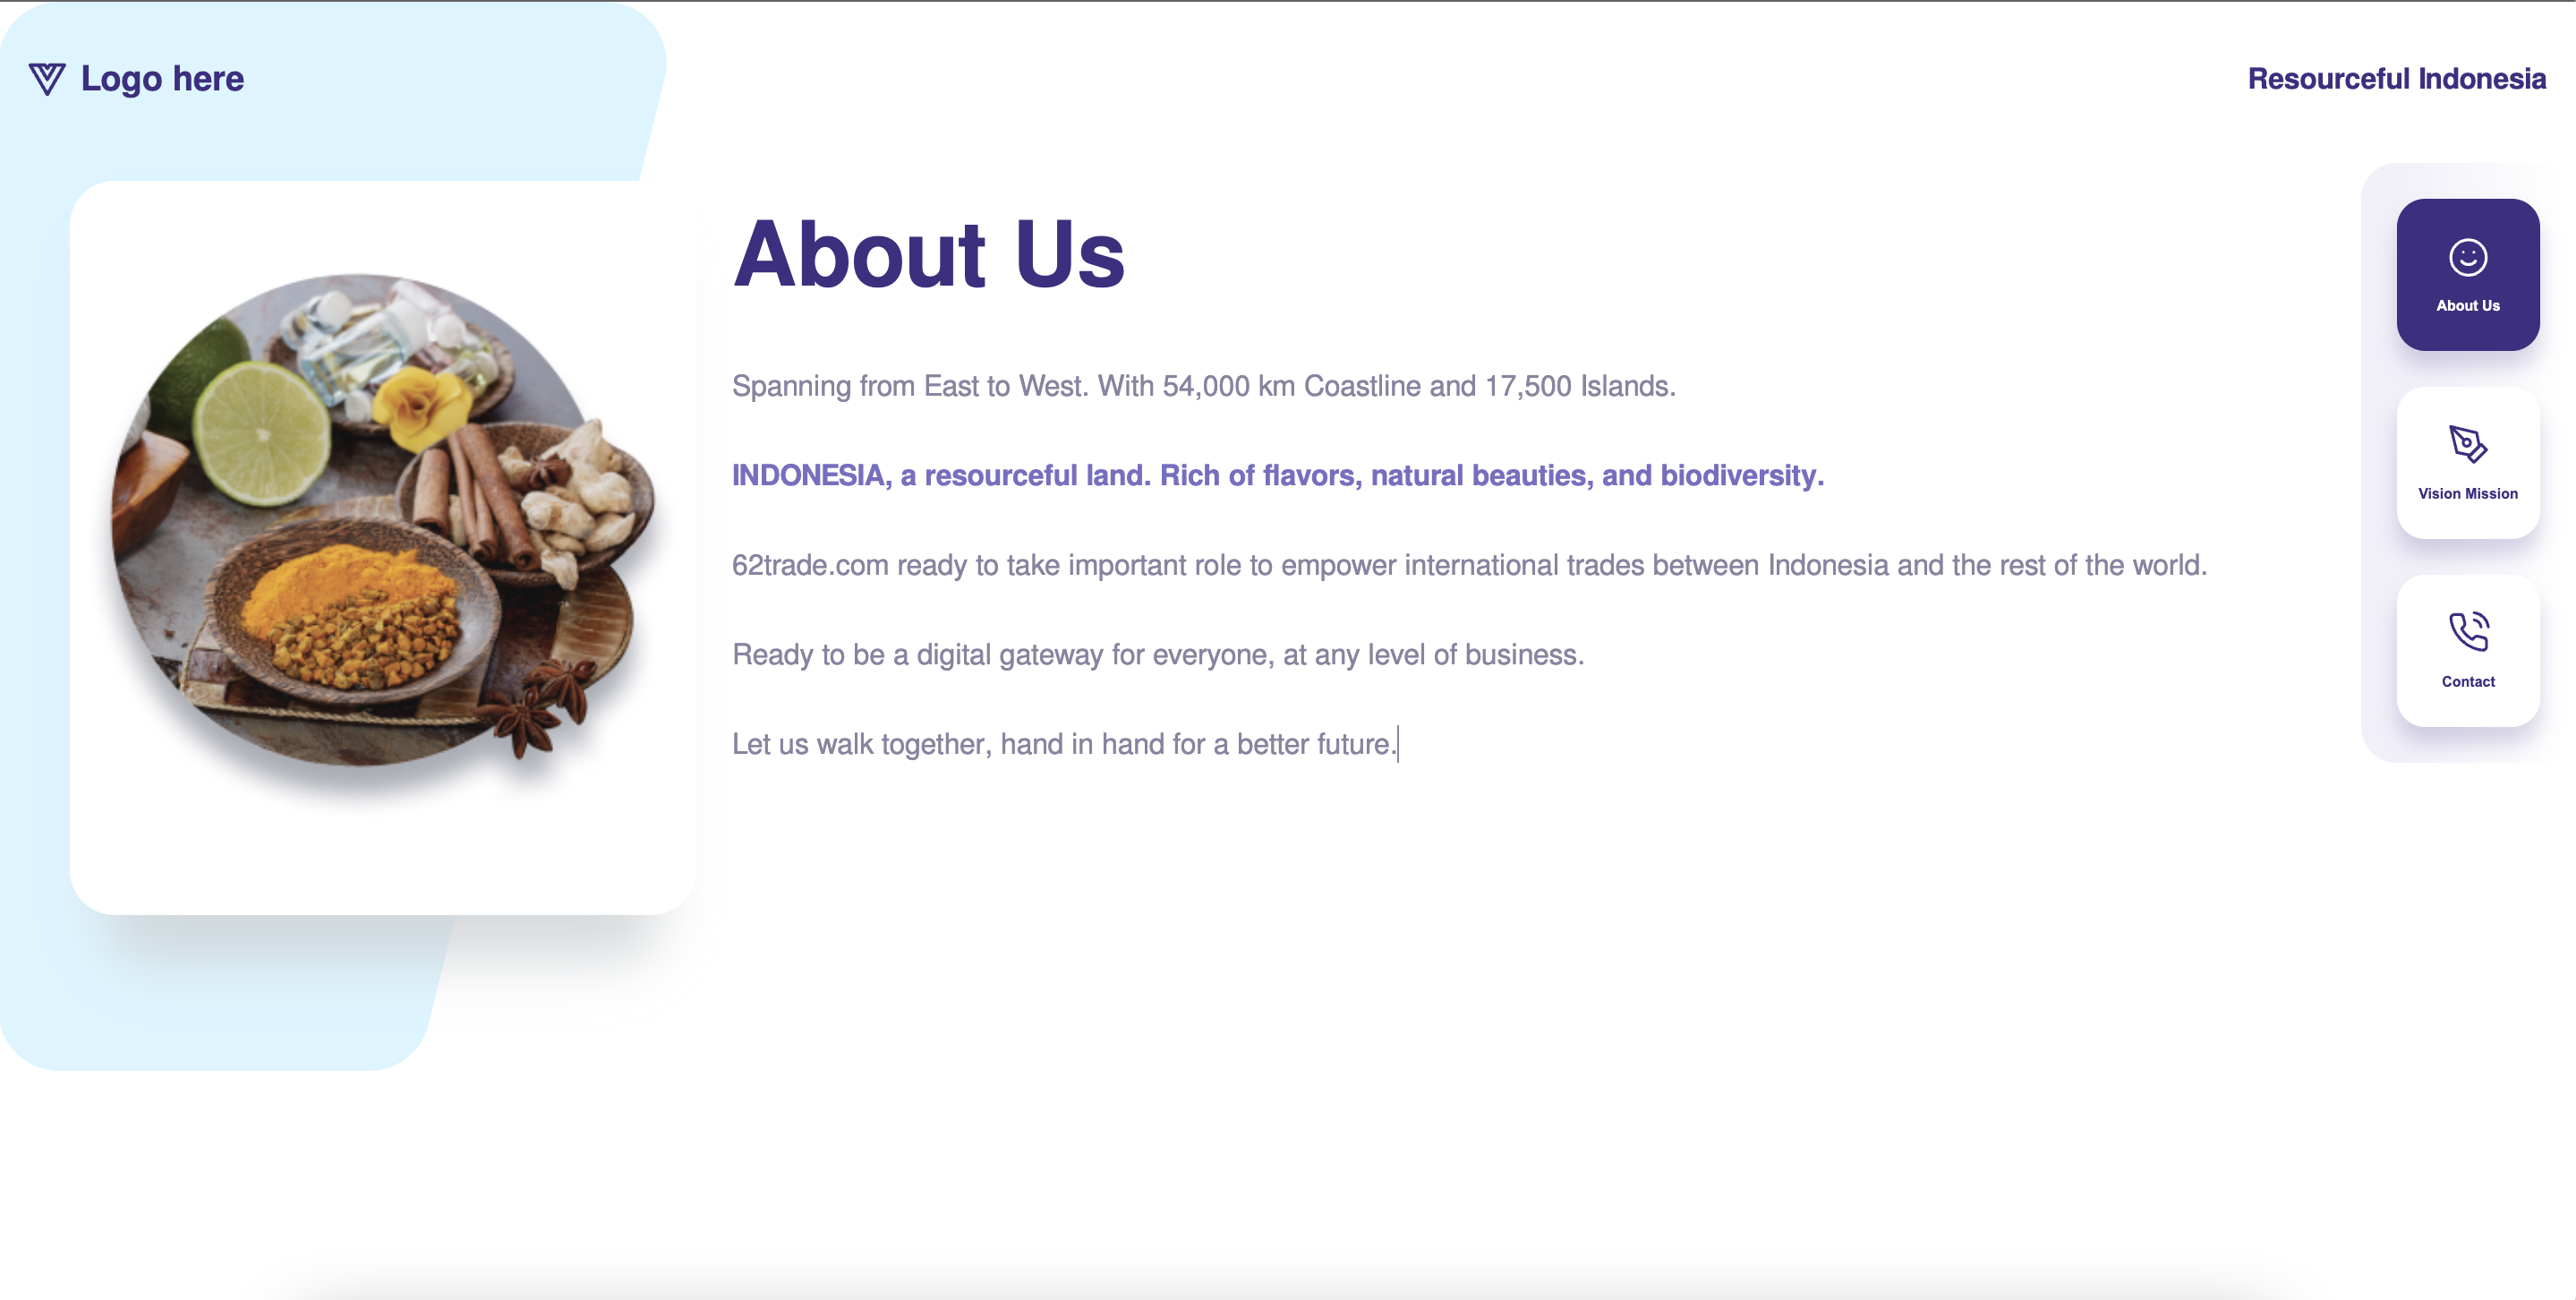 Logo here
Resourceful Indonesia
About Us
Spanning from East to West. With 54,000 km Coastline and 17,500 Islands.
INDONESIA, a resourceful land. Rich of flavors, natural beauties, and biodiversity.
62trade.com ready to take important role to empower international trades between Indonesia and the rest of the world.
Ready to be a digital gateway for everyone, at any level of business.
Let us walk together, hand in hand for a better future.
About Us
Vision Mission
Contact